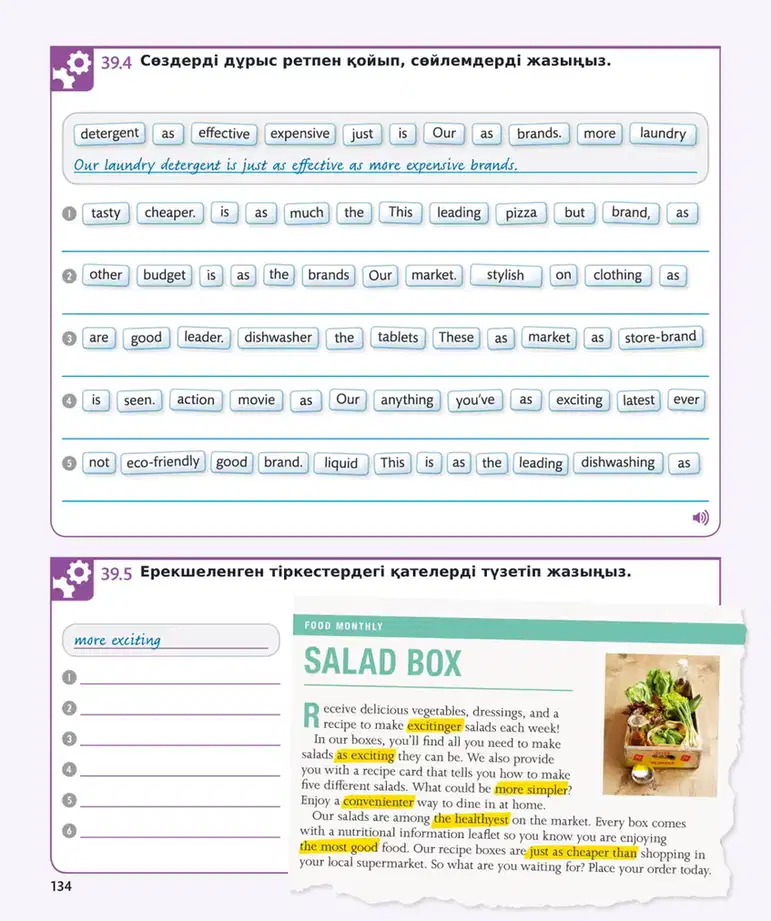 39.4 Сөздерді дұрыс ретпен қойып, сөйлемдерді жазыңыз.
detergent as effective expensive just is Our as brands. more laundry
Our laundry detergent is just as effective as more expensive brands.
1 tasty cheaper. is as much the This leading pizza but brand, as
2 other budget is as the brands Our market. stylish on clothing as
3 are good leader. dishwasher the tablets These as market as store-brand
4 is seen. action movie as Our anything you've as exciting latest ever
5 not eco-friendly good brand. liquid This is as the leading dishwashing as
39.5 Ерекшеленген тіркестердегі қателерді түзетіп жазыңыз.
more exciting
1
2
3
4
5
6
FOOD MONTHLY
SALAD BOX
Receive delicious vegetables, dressings, and a
recipe to make excitinger salads each week!
In our boxes, you'll find all you need to make
salads as exciting they can be. We also provide
you with a recipe card that tells you how to make
five different salads. What could be more simpler?
Enjoy a convenienter way to dine in at home.
Our salads are among the healthyest on the market. Every box comes
with a nutritional information leaflet so you know you are enjoying
the most good food. Our recipe boxes are just as cheaper than shopping in
your local supermarket. So what are you waiting for? Place your order today.
134